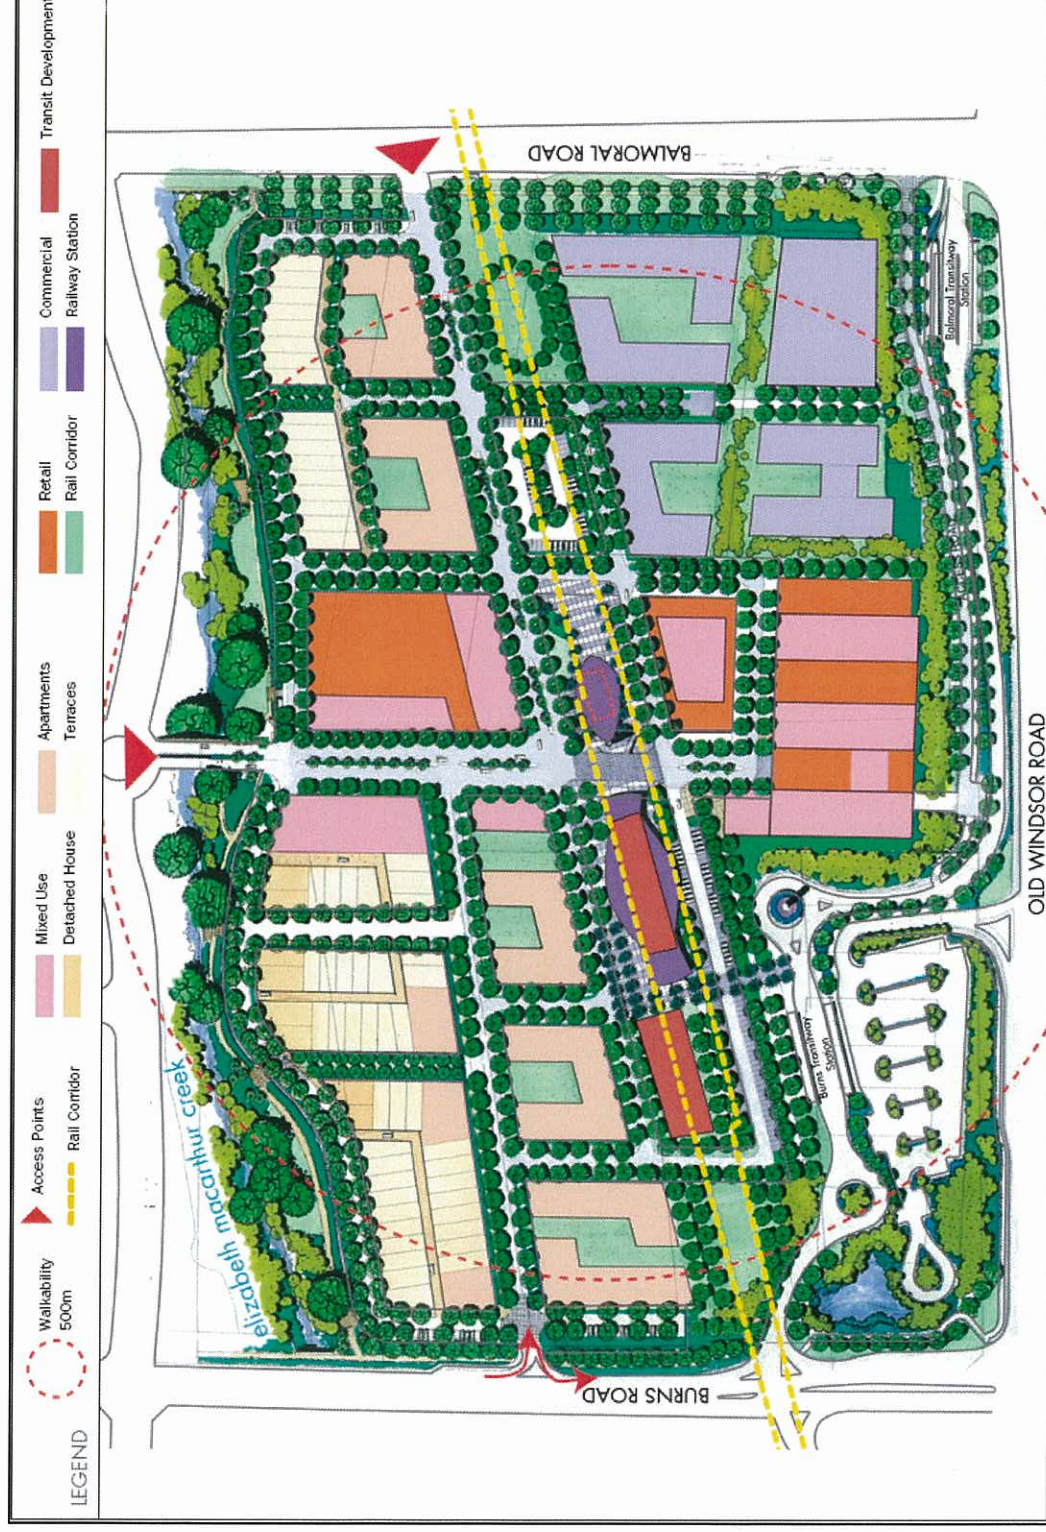 LEGEND
Walkability
500m
Access Points
Rail Corridor
Mixed Use
Detached House
Apartments
Terraces
Retail
Rail Corridor
Commercial
Railway Station
Transit Development
elizabeth macarthur creek
BURNS ROAD
BALMORAL ROAD
Burns Transitway
Station
Balmoral Transitway
Station
OLD WINDSOR ROAD